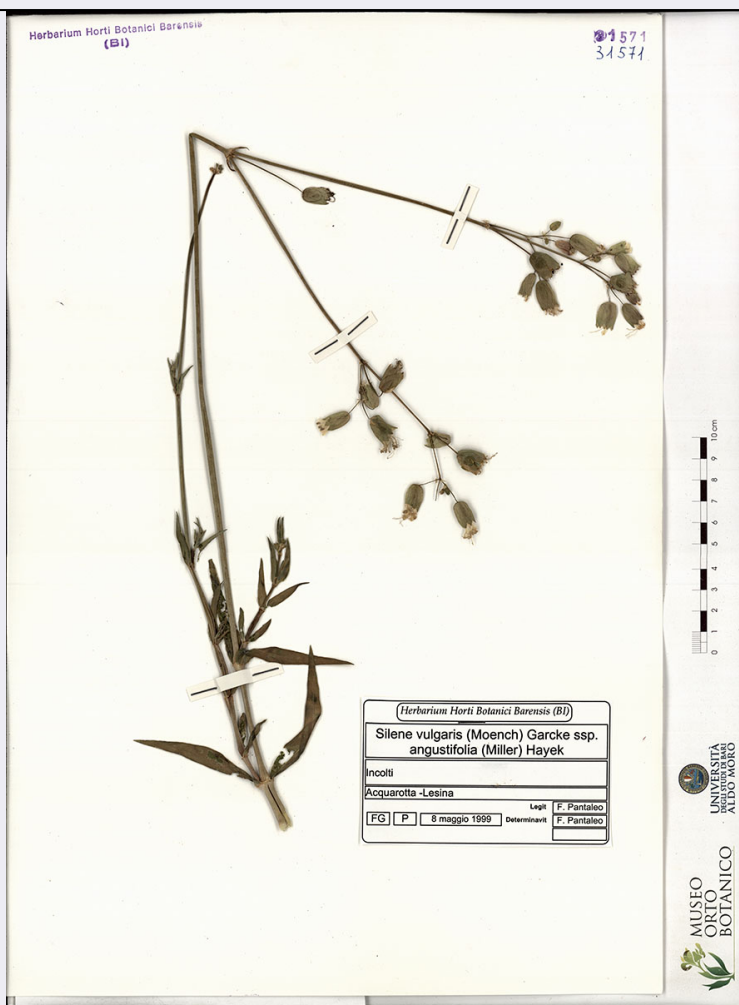 Herbarium Horti Botanici Barensis
(BI)
31571
31571
10 cm
9
8
7
6
5
4
3
2
1
0
Herbarium Horti Botanici Barensis (BI)
Silene vulgaris (Moench) Garcke ssp.
angustifolia (Miller) Hayek
Incolti
Acquarotta -Lesina
Legit F. Pantaleo
FG P 8 maggio 1999 Determinavit F. Pantaleo
UNIVERSITÀ
DEGLI STUDI DI BARI
ALDO MORO
MUSEO
ORTO
BOTANICO